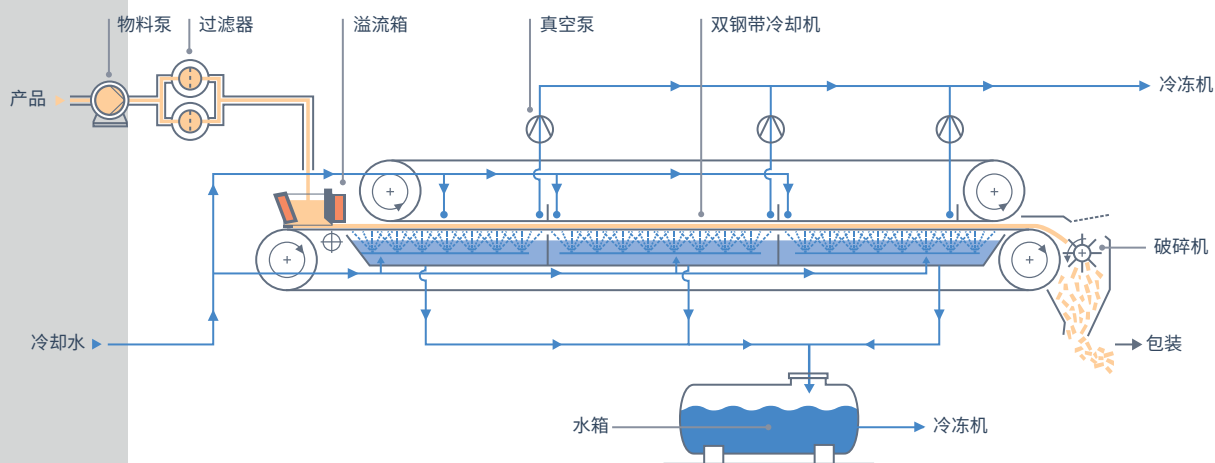 物料泵
过滤器
溢流箱
真空泵
双钢带冷却机
冷冻机
产品
破碎机
冷却水
包装
水箱
冷冻机